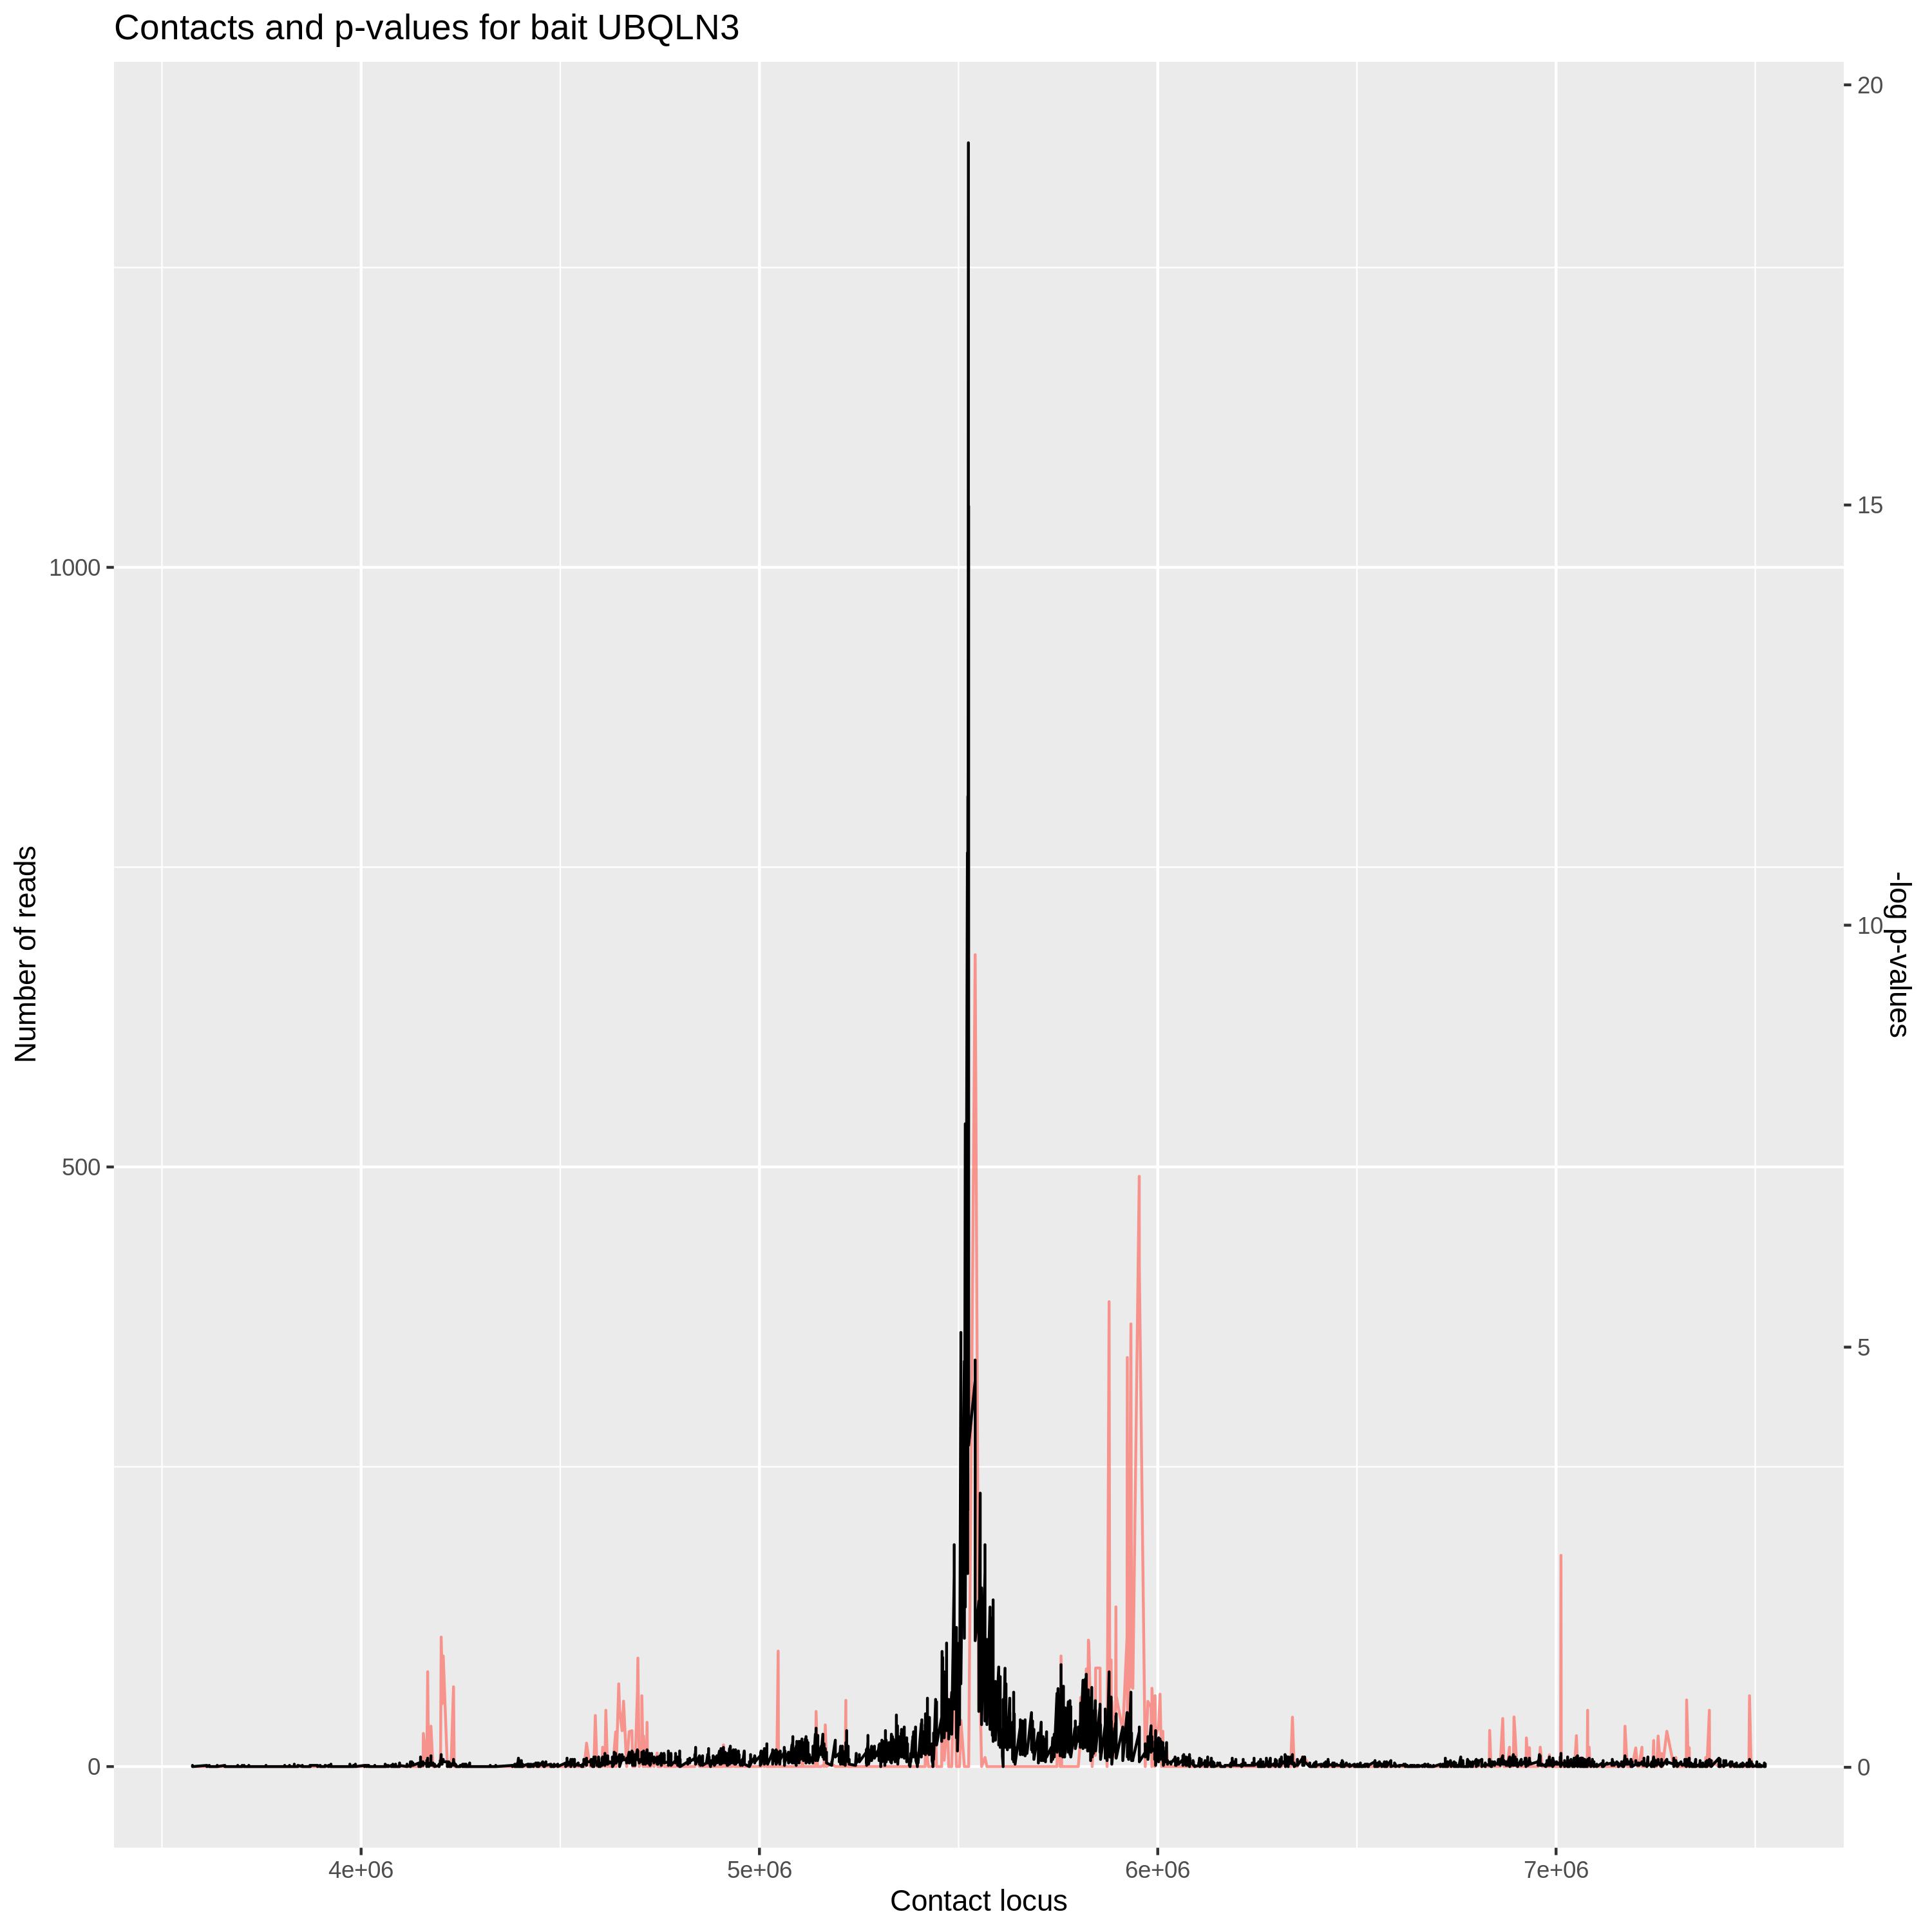 Contacts and p-values for bait UBQLN3
20
15
1000
10
Number of reads
-log p-values
500
5
0
0
4e+06
5e+06
6e+06
7e+06
Contact locus